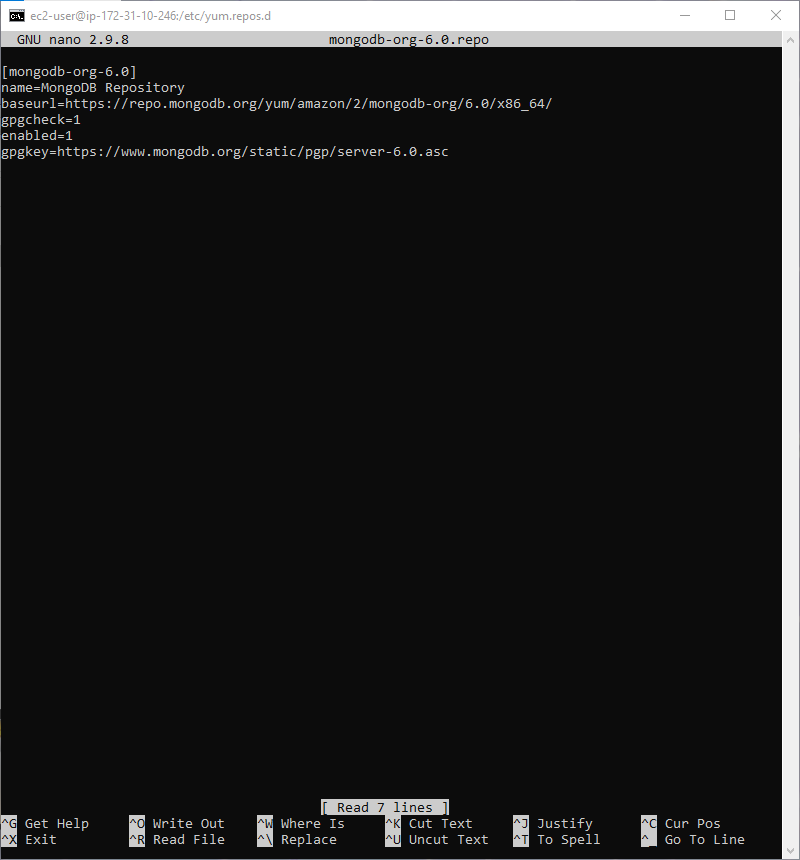 ec2-user@ip-172-31-10-246:/etc/yum.repos.d
GNU nano 2.9.8 mongodb-org-6.0.repo
[mongodb-org-6.0]
name=MongoDB Repository
baseurl=https://repo.mongodb.org/yum/amazon/2/mongodb-org/6.0/x86_64/
gpgcheck=1
enabled=1
gpgkey=https://www.mongodb.org/static/pgp/server-6.0.asc
[ Read 7 lines ]
^G Get Help ^O Write Out ^W Where Is ^K Cut Text ^J Justify ^C Cur Pos
^X Exit ^R Read File ^\ Replace ^U Uncut Text ^T To Spell ^_ Go To Line